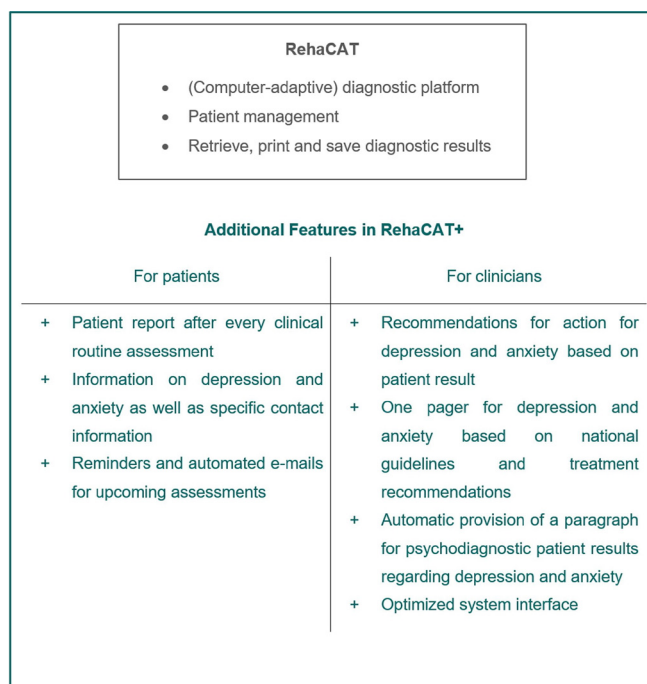 RehaCAT
• (Computer-adaptive) diagnostic platform
• Patient management
• Retrieve, print and save diagnostic results
Additional Features in RehaCAT+
For patients
+ Patient report after every clinical
routine assessment
+ Information on depression and
anxiety as well as specific contact
information
+ Reminders and automated e-mails
for upcoming assessments
For clinicians
+ Recommendations for action for
depression and anxiety based on
patient result
+ One pager for depression and
anxiety based on national
guidelines and treatment
recommendations
+ Automatic provision of a paragraph
for psychodiagnostic patient results
regarding depression and anxiety
+ Optimized system interface